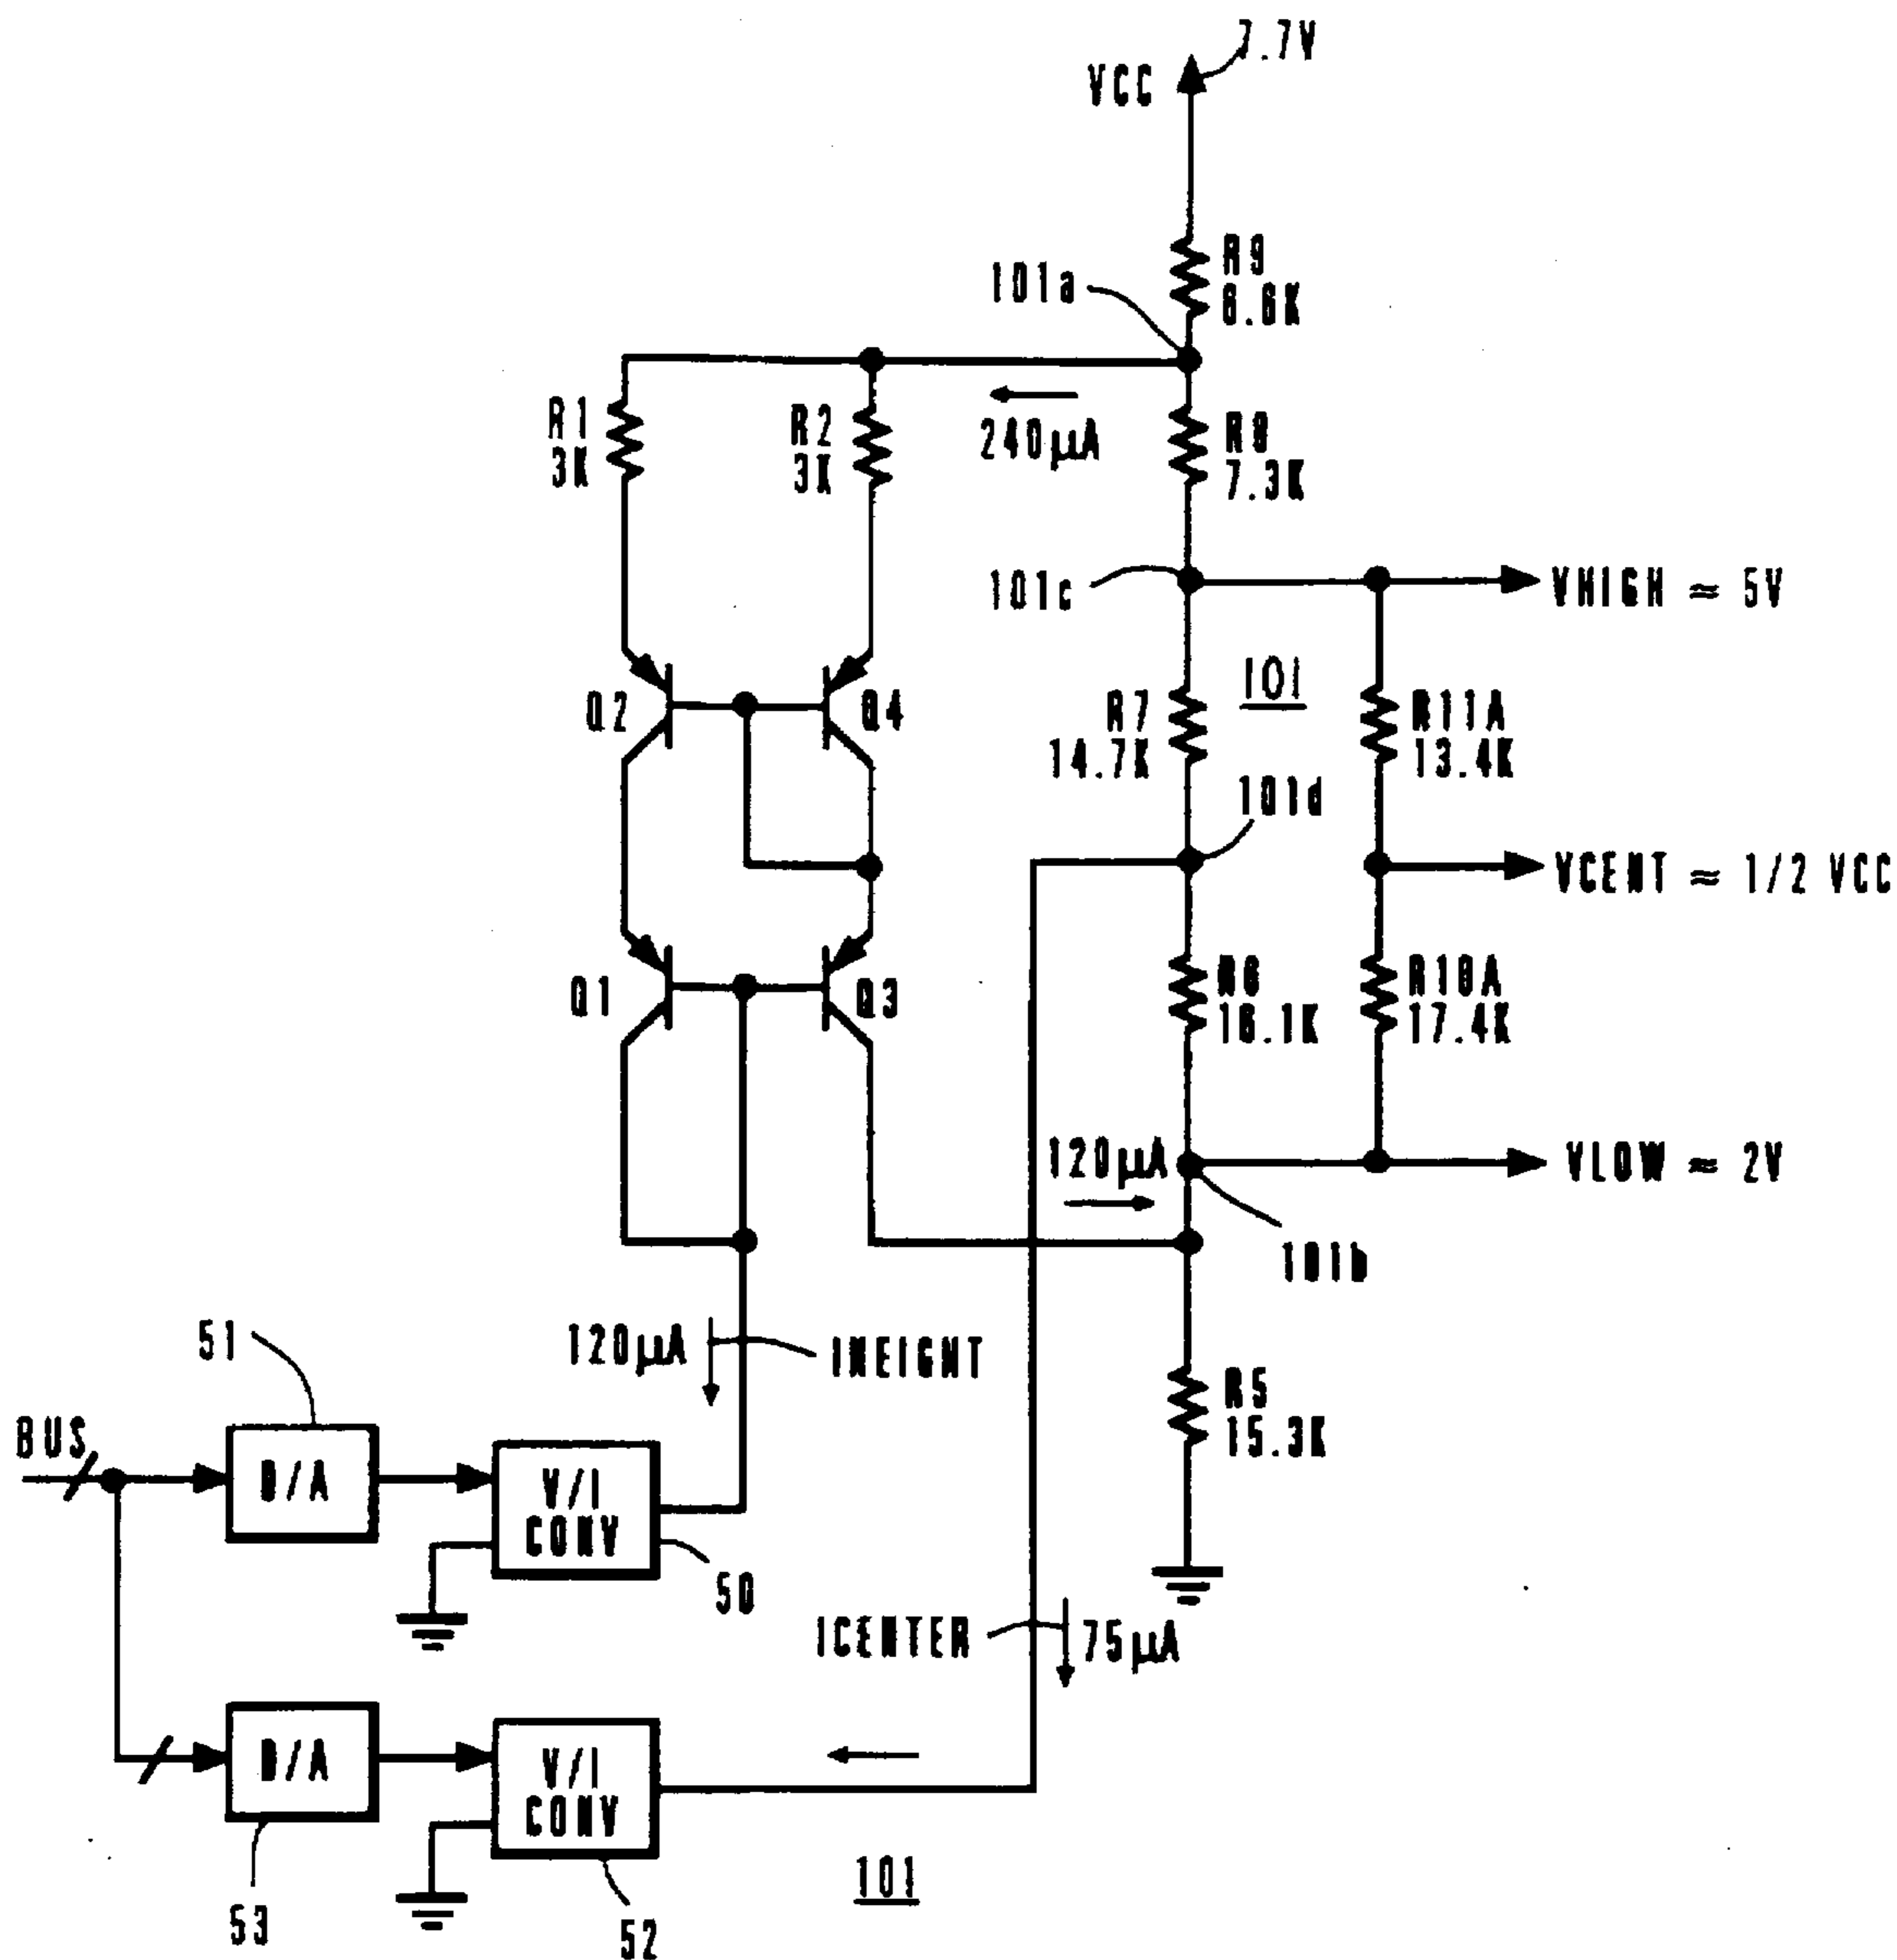 7.7V
VCC
R9
6.6K
101a
R1
3K
R2
3K
240µA
R8
7.3K
101c
VHIGH ≈ 5V
Q2
Q4
R7
14.7K
101
R11A
13.4K
101d
VCENT ≈ 1/2 VCC
Q1
Q3
R6
16.1K
R10A
17.4K
120µA
VLOW ≈ 2V
101b
51
120µA
IHEIGHT
R5
15.3K
BUS
D/A
V/I
CONV
50
ICENTER
75µA
D/A
V/I
CONV
53
52
101